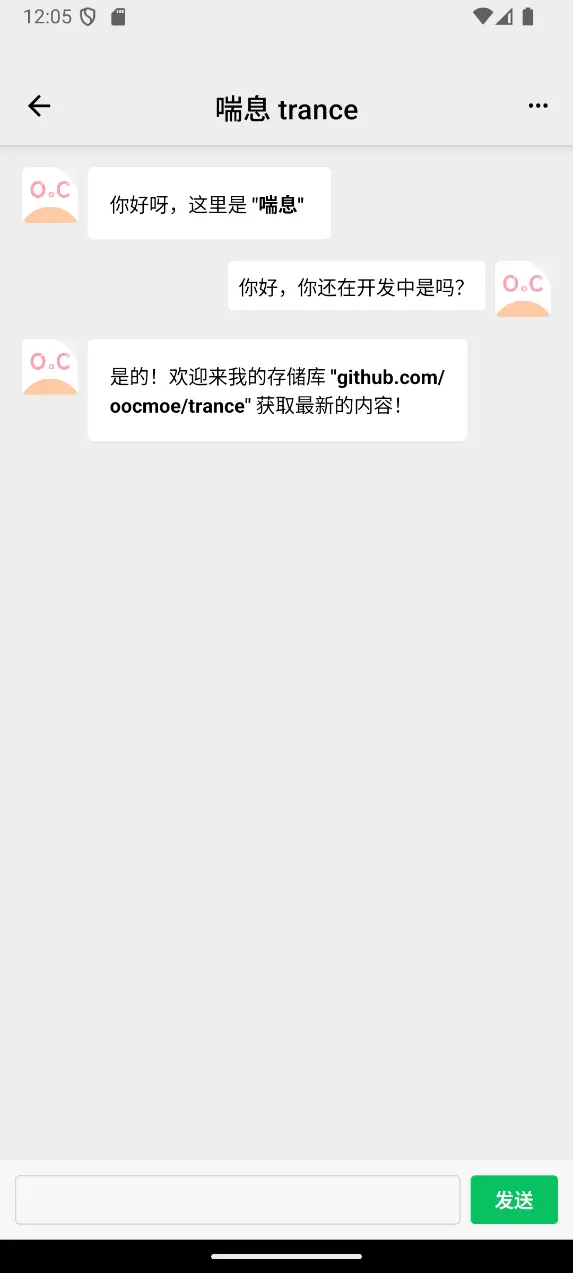 12:05
喘息 trance
O。C
你好呀，这里是 "喘息"
你好，你还在开发中是吗？
O。C
O。C
是的！欢迎来我的存储库 "github.com/
oocmoe/trance" 获取最新的内容！
发送